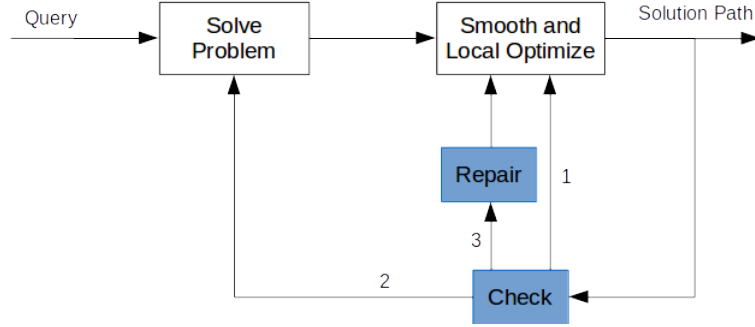 Query
Solve
Problem
Smooth and
Local Optimize
Solution Path
Repair
1
3
2
Check